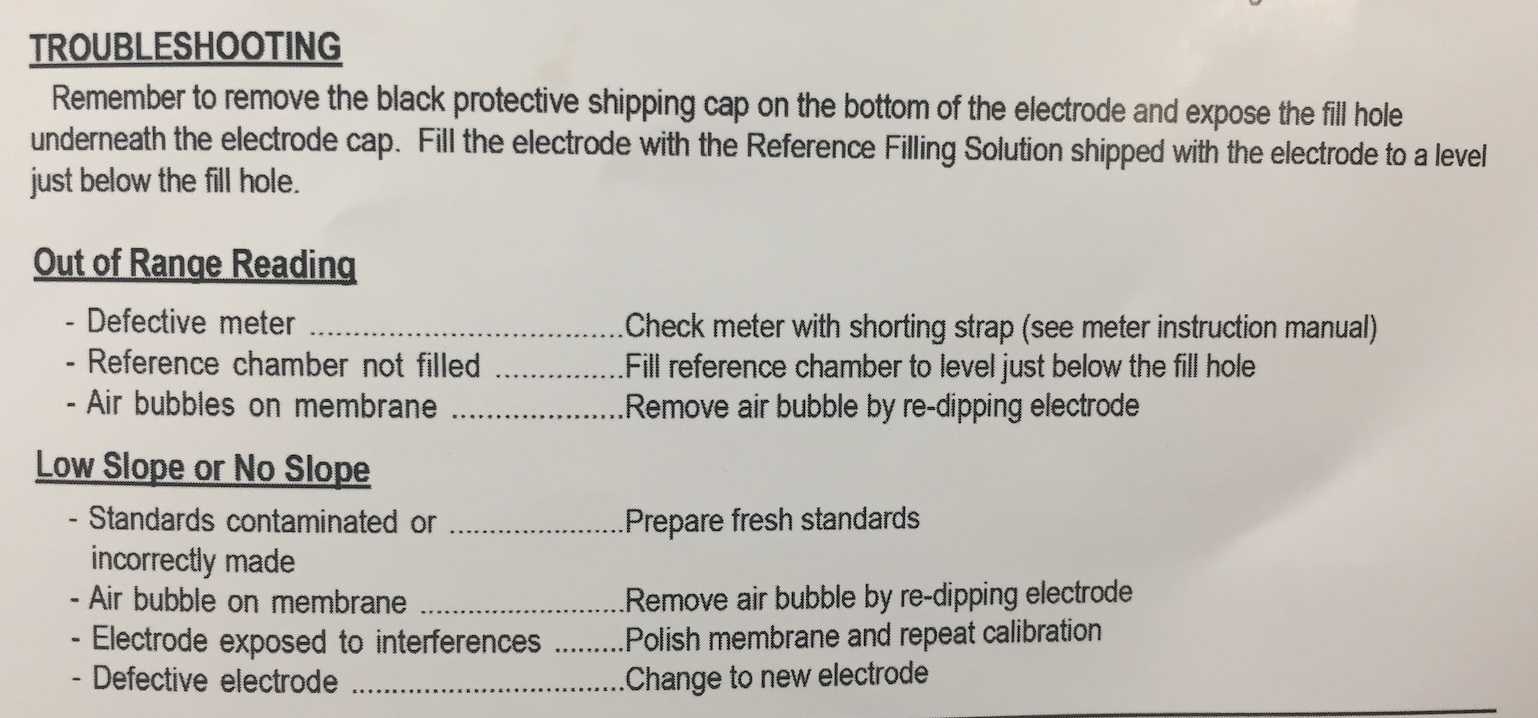 TROUBLESHOOTING
Remember to remove the black protective shipping cap on the bottom of the electrode and expose the fill hole
underneath the electrode cap. Fill the electrode with the Reference Filling Solution shipped with the electrode to a level
just below the fill hole.
Out of Range Reading
- Defective meter ......................................Check meter with shorting strap (see meter instruction manual)
- Reference chamber not filled ...............Fill reference chamber to level just below the fill hole
- Air bubbles on membrane .....................Remove air bubble by re-dipping electrode
Low Slope or No Slope
- Standards contaminated or .....................Prepare fresh standards
incorrectly made
- Air bubble on membrane ........................Remove air bubble by re-dipping electrode
- Electrode exposed to interferences .........Polish membrane and repeat calibration
- Defective electrode .................................Change to new electrode